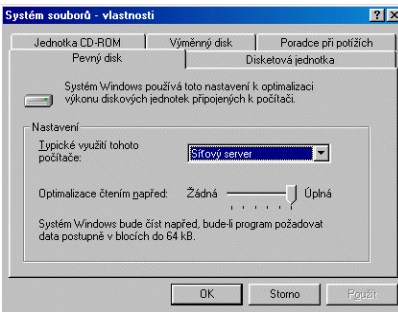 Systém souborů - vlastnosti
Jednotka CD-ROM Výměnný disk Poradce při potížích
Pevný disk Disketová jednotka
Systém Windows používá toto nastavení k optimalizaci
výkonu diskových jednotek připojených k počítači.
Nastavení
Typické využití tohoto
počítače:
Síťový server
Optimalizace čtením napřed: Žádná Úplná
Systém Windows bude číst napřed, bude-li program požadovat
data postupně v blocích do 64 kB.
OK Storno Použít